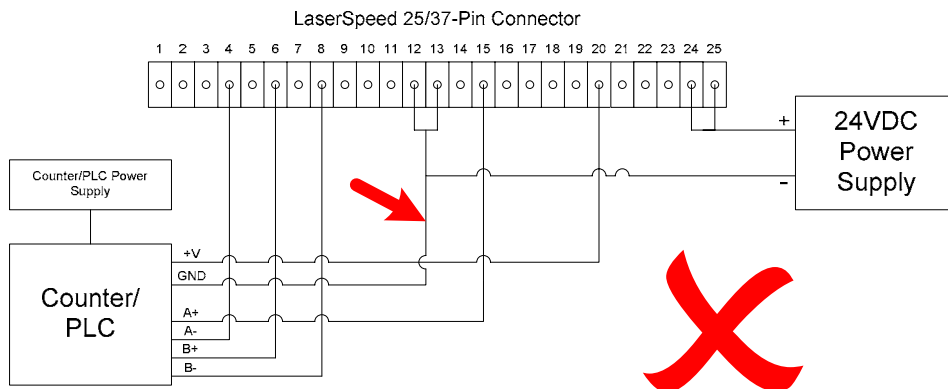 LaserSpeed 25/37-Pin Connector
1 2 3 4 5 6 7 8 9 10 11 12 13 14 15 16 17 18 19 20 21 22 23 24 25
+
24VDC
Power
Supply
-
Counter/PLC Power
Supply
+V
GND
Counter/
PLC
A+
A-
B+
B-